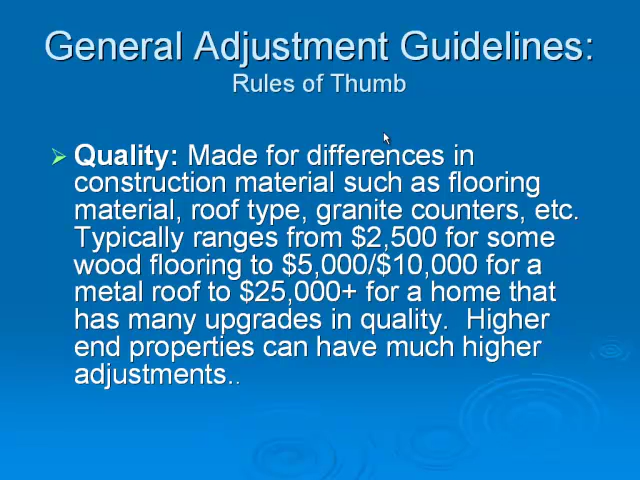 General Adjustment Guidelines:
Rules of Thumb
Quality: Made for differences in
construction material such as flooring
material, roof type, granite counters, etc.
Typically ranges from $2,500 for some
wood flooring to $5,000/$10,000 for a
metal roof to $25,000+ for a home that
has many upgrades in quality.  Higher
end properties can have much higher
adjustments..